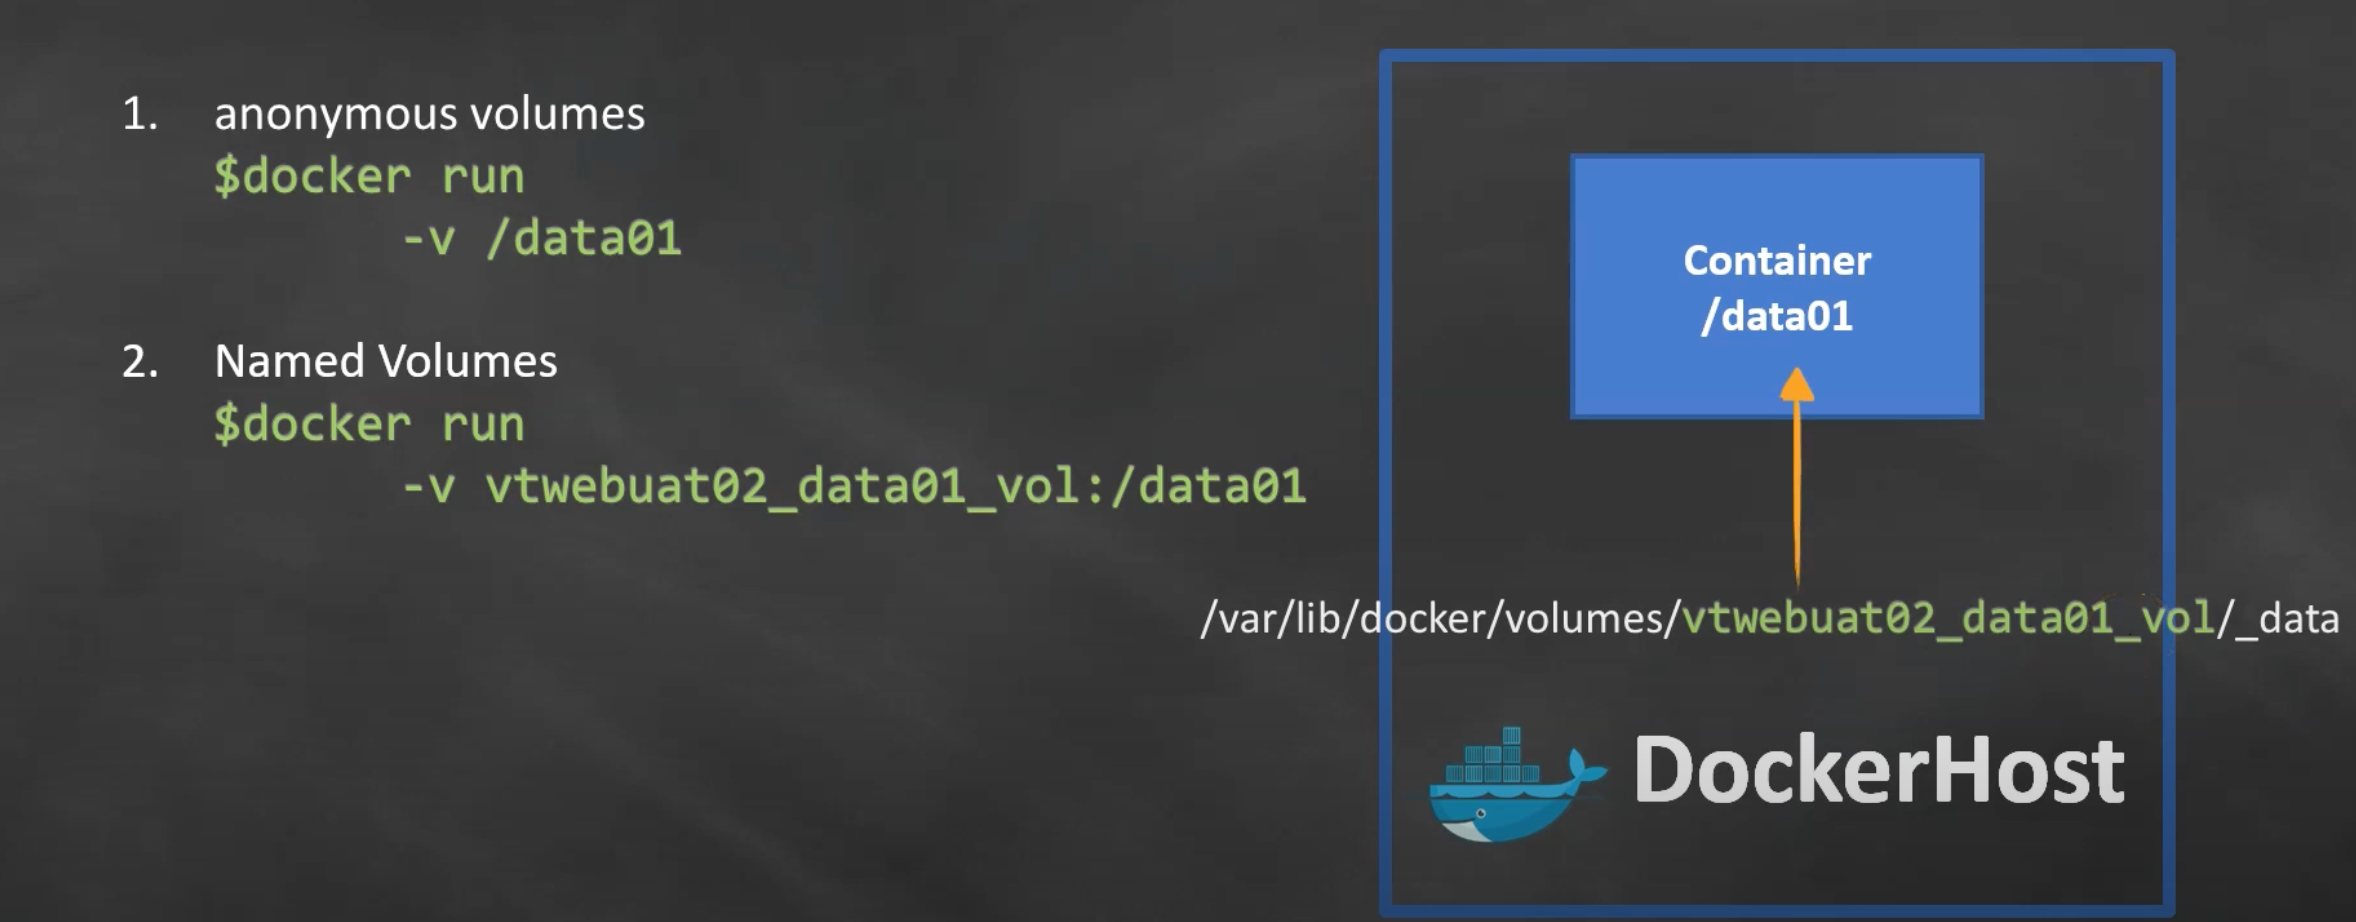 1. anonymous volumes
$docker run
-v /data01
2. Named Volumes
$docker run
-v vtwebuat02_data01_vol:/data01
Container
/data01
/var/lib/docker/volumes/vtwebuat02_data01_vol/_data
DockerHost